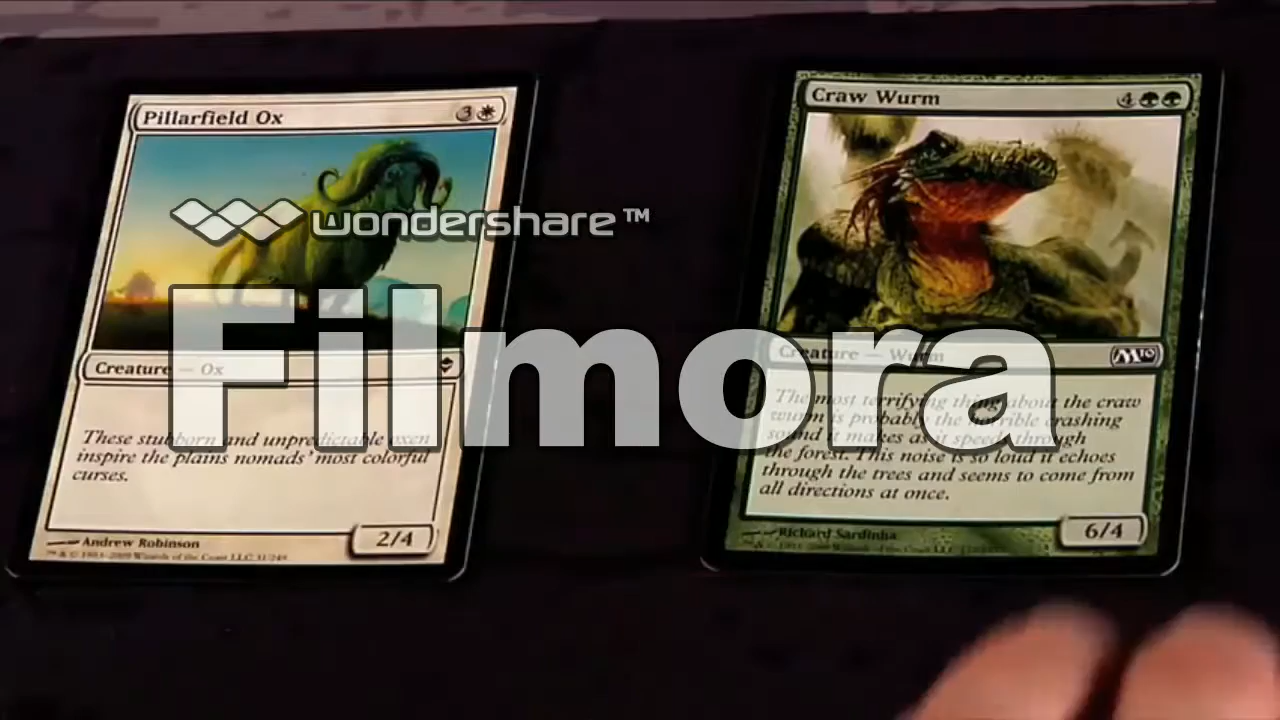 Pillarfield Ox
3
Creature — Ox
These stubborn and unpredictable oxen
inspire the plains nomads' most colorful
curses.
2/4
Andrew Robinson
Craw Wurm
4
Creature — Wurm
M10
The most terrifying thing about the craw
wurm is probably the horrible crashing
sound it makes as it speeds through
the forest. This noise is so loud it echoes
through the trees and seems to come from
all directions at once.
6/4
Richard Sardinha
wondershare™
Filmora